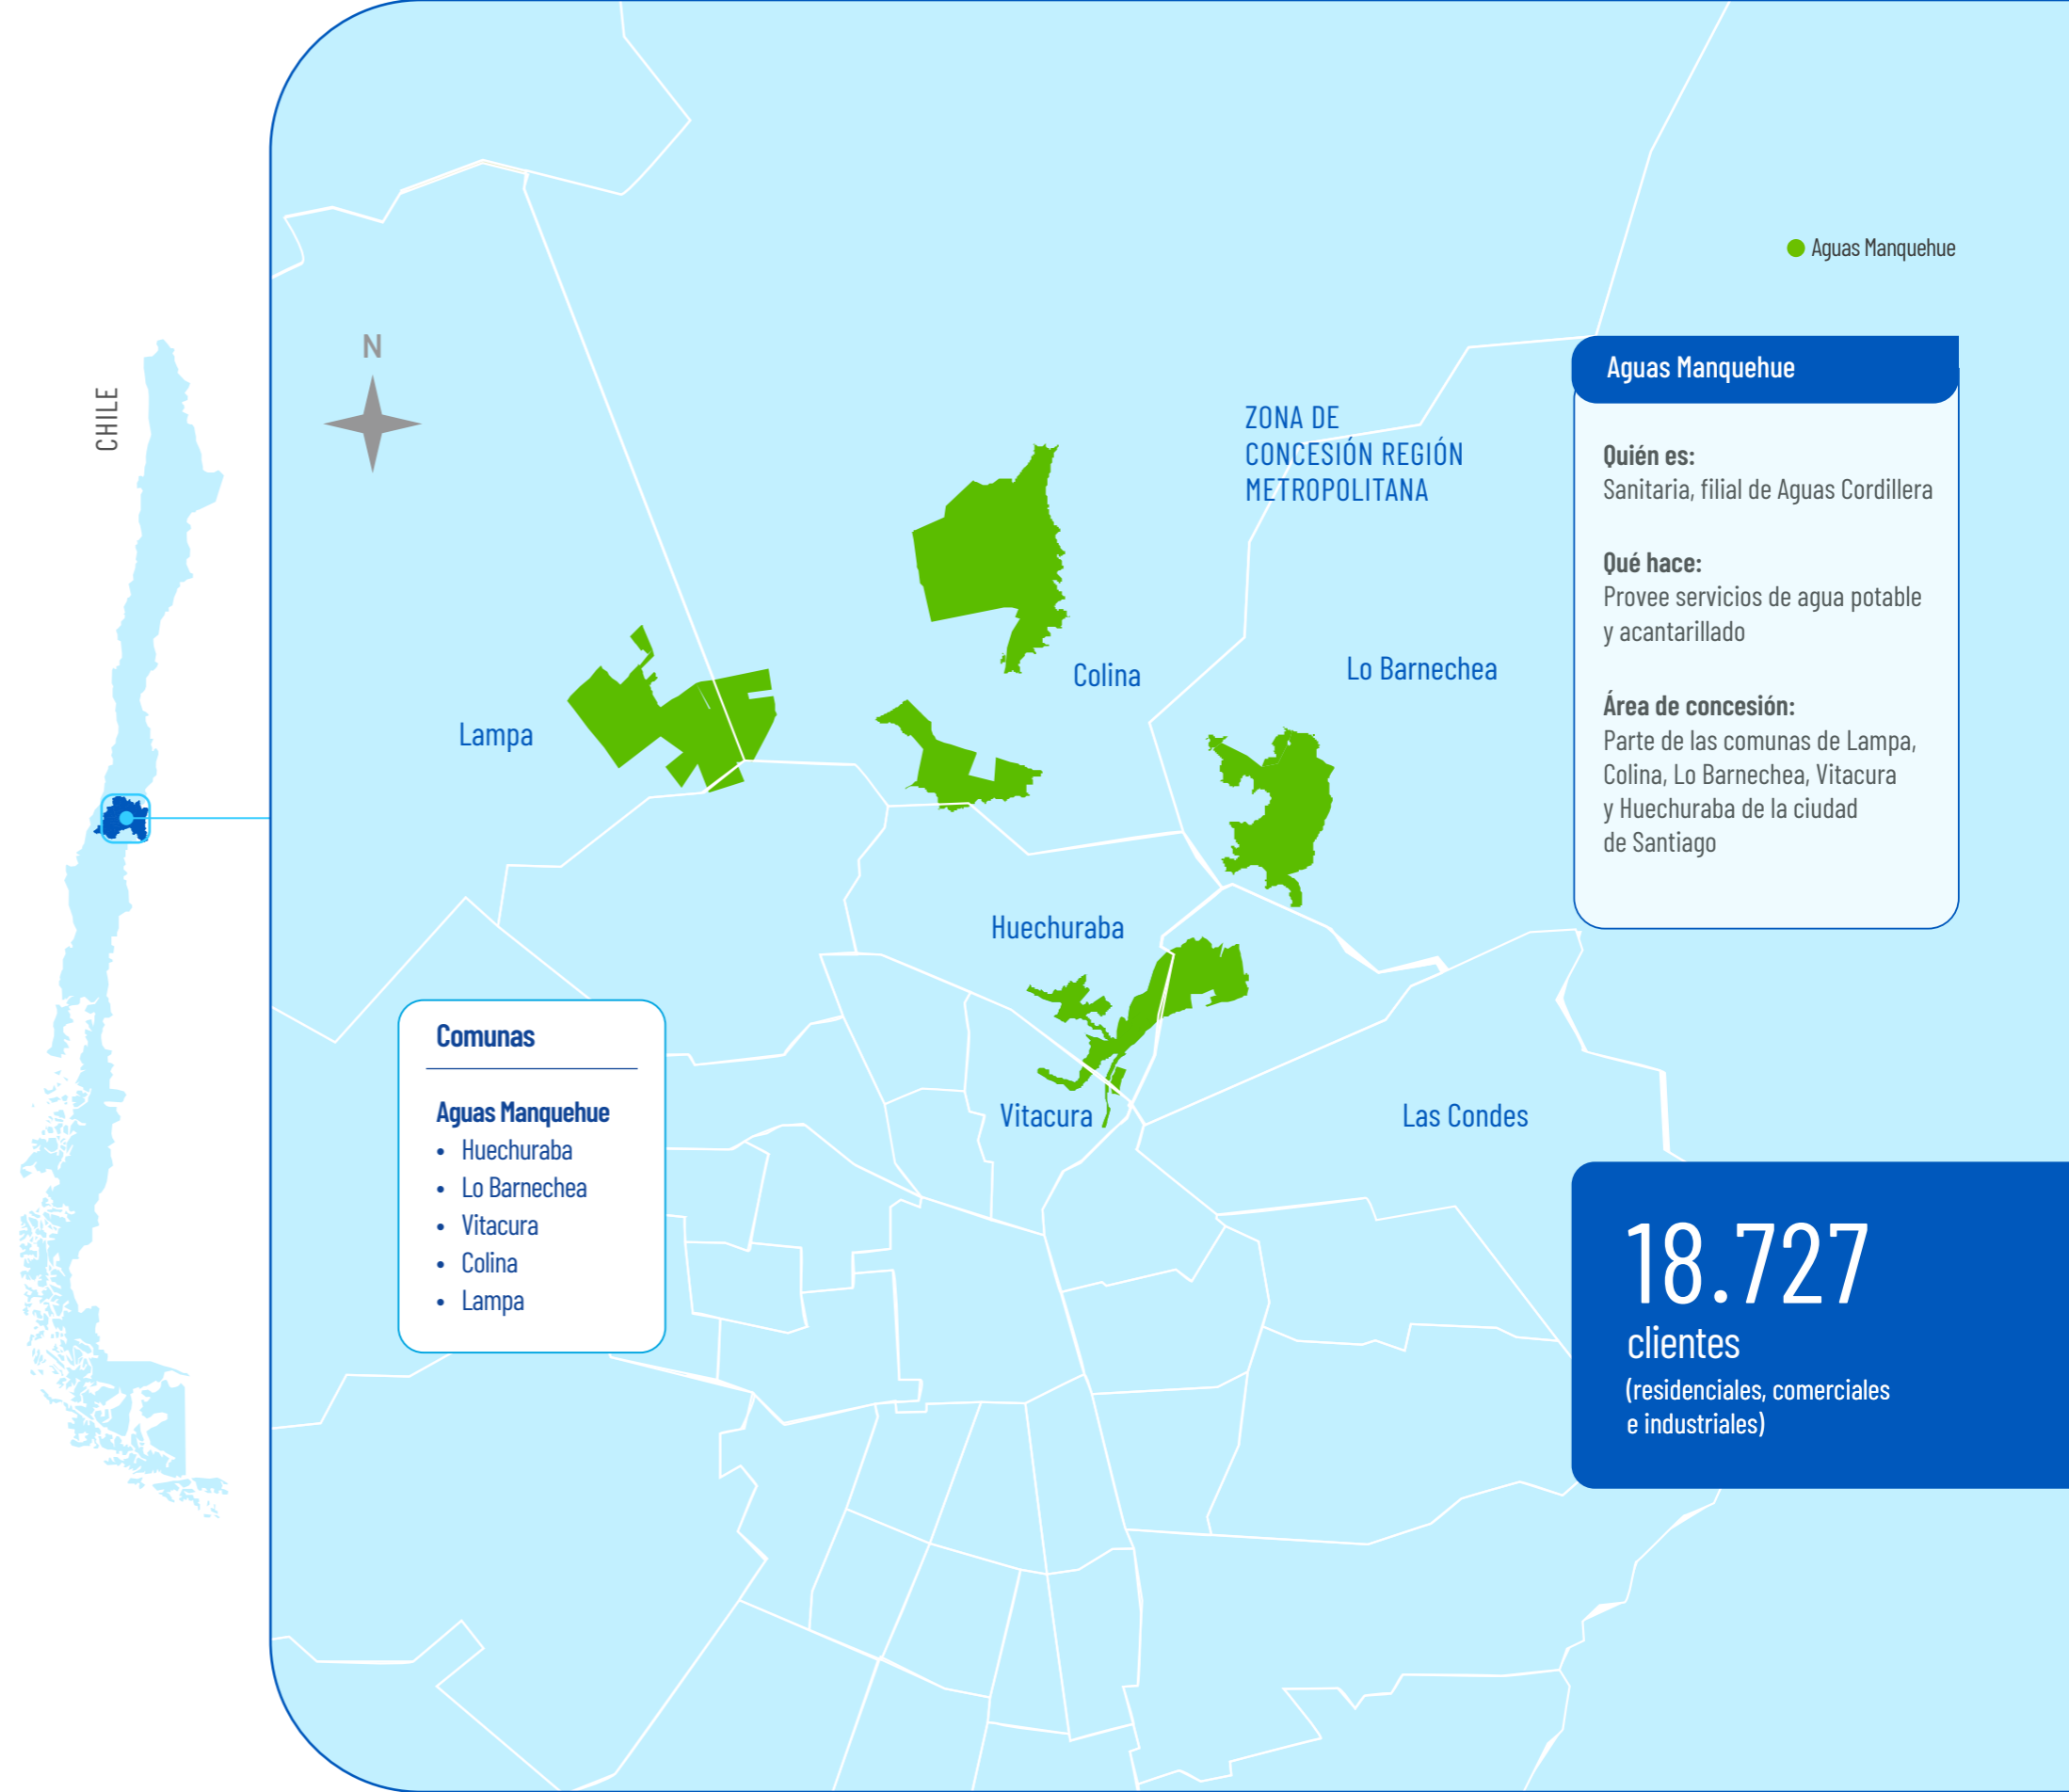 Aguas Manquehue
N
CHILE
Aguas Manquehue
ZONA DE
CONCESIÓN REGIÓN
METROPOLITANA
Quién es:
Sanitaria, filial de Aguas Cordillera
Qué hace:
Provee servicios de agua potable
y acantarillado
Área de concesión:
Parte de las comunas de Lampa,
Colina, Lo Barnechea, Vitacura
y Huechuraba de la ciudad
de Santiago
Colina
Lo Barnechea
Lampa
Huechuraba
Vitacura
Las Condes
Comunas
Aguas Manquehue
• Huechuraba
• Lo Barnechea
• Vitacura
• Colina
• Lampa
18.727
clientes
(residenciales, comerciales
e industriales)